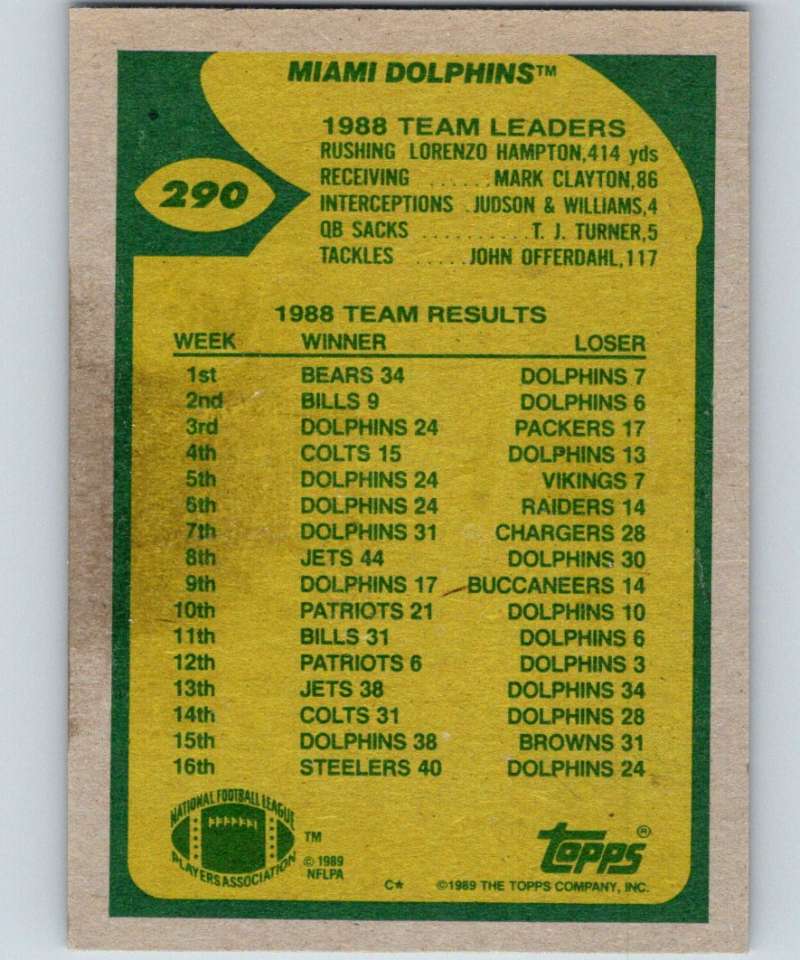 MIAMI DOLPHINS™
1988 TEAM LEADERS
RUSHING LORENZO HAMPTON,414 yds
290
RECEIVING ......MARK CLAYTON,86
INTERCEPTIONS .JUDSON & WILLIAMS,4
QB SACKS ..........T. J. TURNER,5
TACKLES .....JOHN OFFERDAHL,117
1988 TEAM RESULTS
WEEK WINNER LOSER
1st BEARS 34 DOLPHINS 7
2nd BILLS 9 DOLPHINS 6
3rd DOLPHINS 24 PACKERS 17
4th COLTS 15 DOLPHINS 13
5th DOLPHINS 24 VIKINGS 7
6th DOLPHINS 24 RAIDERS 14
7th DOLPHINS 31 CHARGERS 28
8th JETS 44 DOLPHINS 30
9th DOLPHINS 17 BUCCANEERS 14
10th PATRIOTS 21 DOLPHINS 10
11th BILLS 31 DOLPHINS 6
12th PATRIOTS 6 DOLPHINS 3
13th JETS 38 DOLPHINS 34
14th COLTS 31 DOLPHINS 28
15th DOLPHINS 38 BROWNS 31
16th STEELERS 40 DOLPHINS 24
NATIONAL FOOTBALL LEAGUE
PLAYERS ASSOCIATION
™
© 1989
NFLPA
topps®
C* ©1989 THE TOPPS COMPANY, INC.